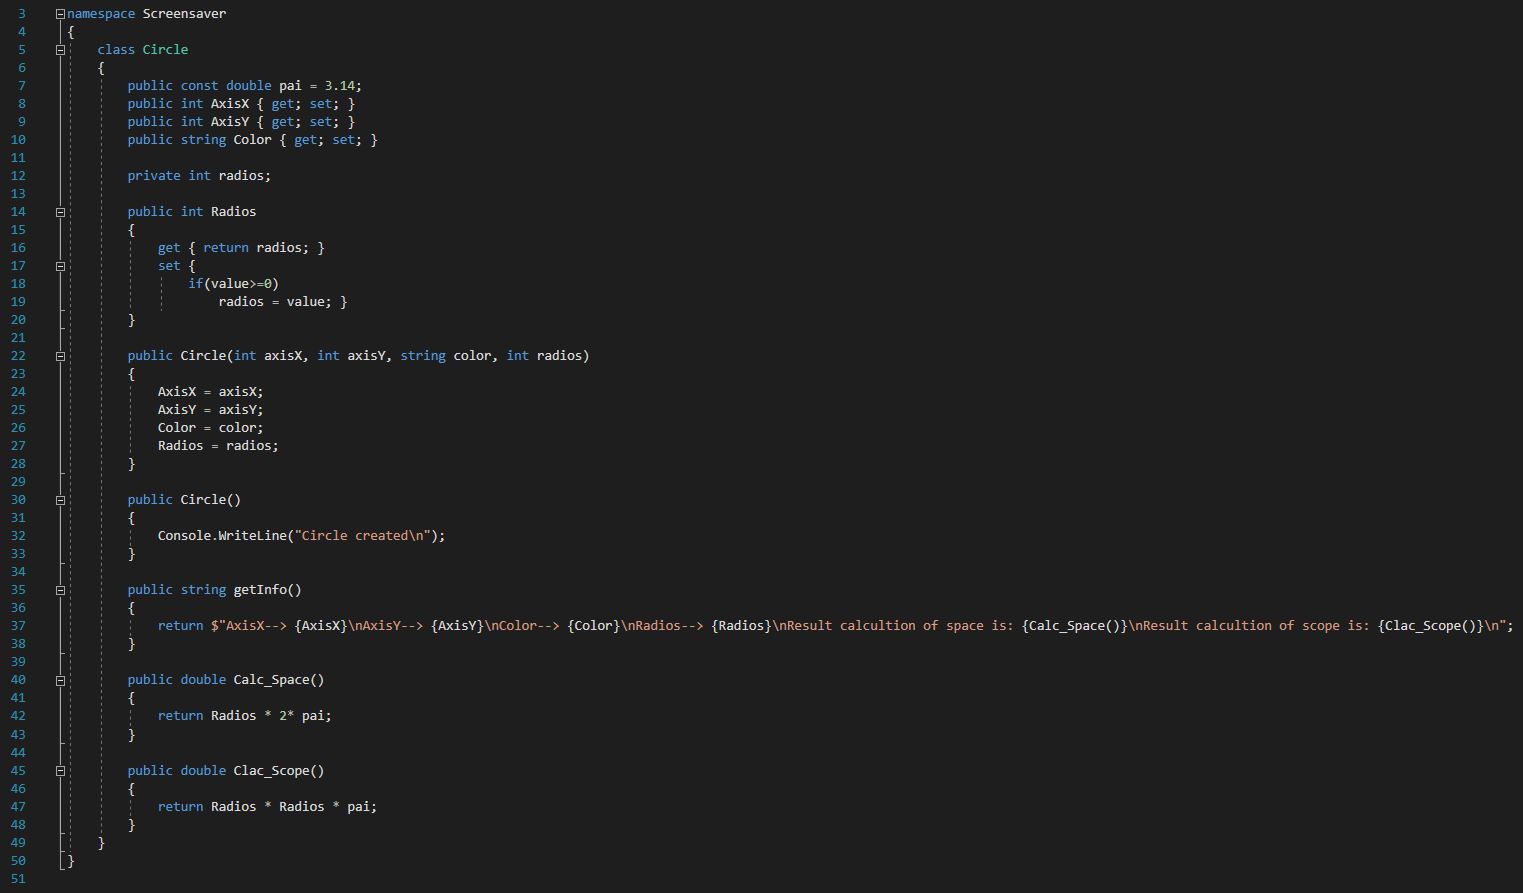 3 namespace Screensaver
4 {
5 class Circle
6 {
7 public const double pai = 3.14;
8 public int AxisX { get; set; }
9 public int AxisY { get; set; }
10 public string Color { get; set; }
11
12 private int radios;
13
14 public int Radios
15 {
16 get { return radios; }
17 set {
18 if(value>=0)
19 radios = value; }
20 }
21
22 public Circle(int axisX, int axisY, string color, int radios)
23 {
24 AxisX = axisX;
25 AxisY = axisY;
26 Color = color;
27 Radios = radios;
28 }
29
30 public Circle()
31 {
32 Console.WriteLine("Circle created\n");
33 }
34
35 public string getInfo()
36 {
37 return $"AxisX--> {AxisX}\nAxisY--> {AxisY}\nColor--> {Color}\nRadios--> {Radios}\nResult calcultion of space is: {Calc_Space()}\nResult calcultion of scope is: {Clac_Scope()}\n";
38 }
39
40 public double Calc_Space()
41 {
42 return Radios * 2* pai;
43 }
44
45 public double Clac_Scope()
46 {
47 return Radios * Radios * pai;
48 }
49 }
50 }
51